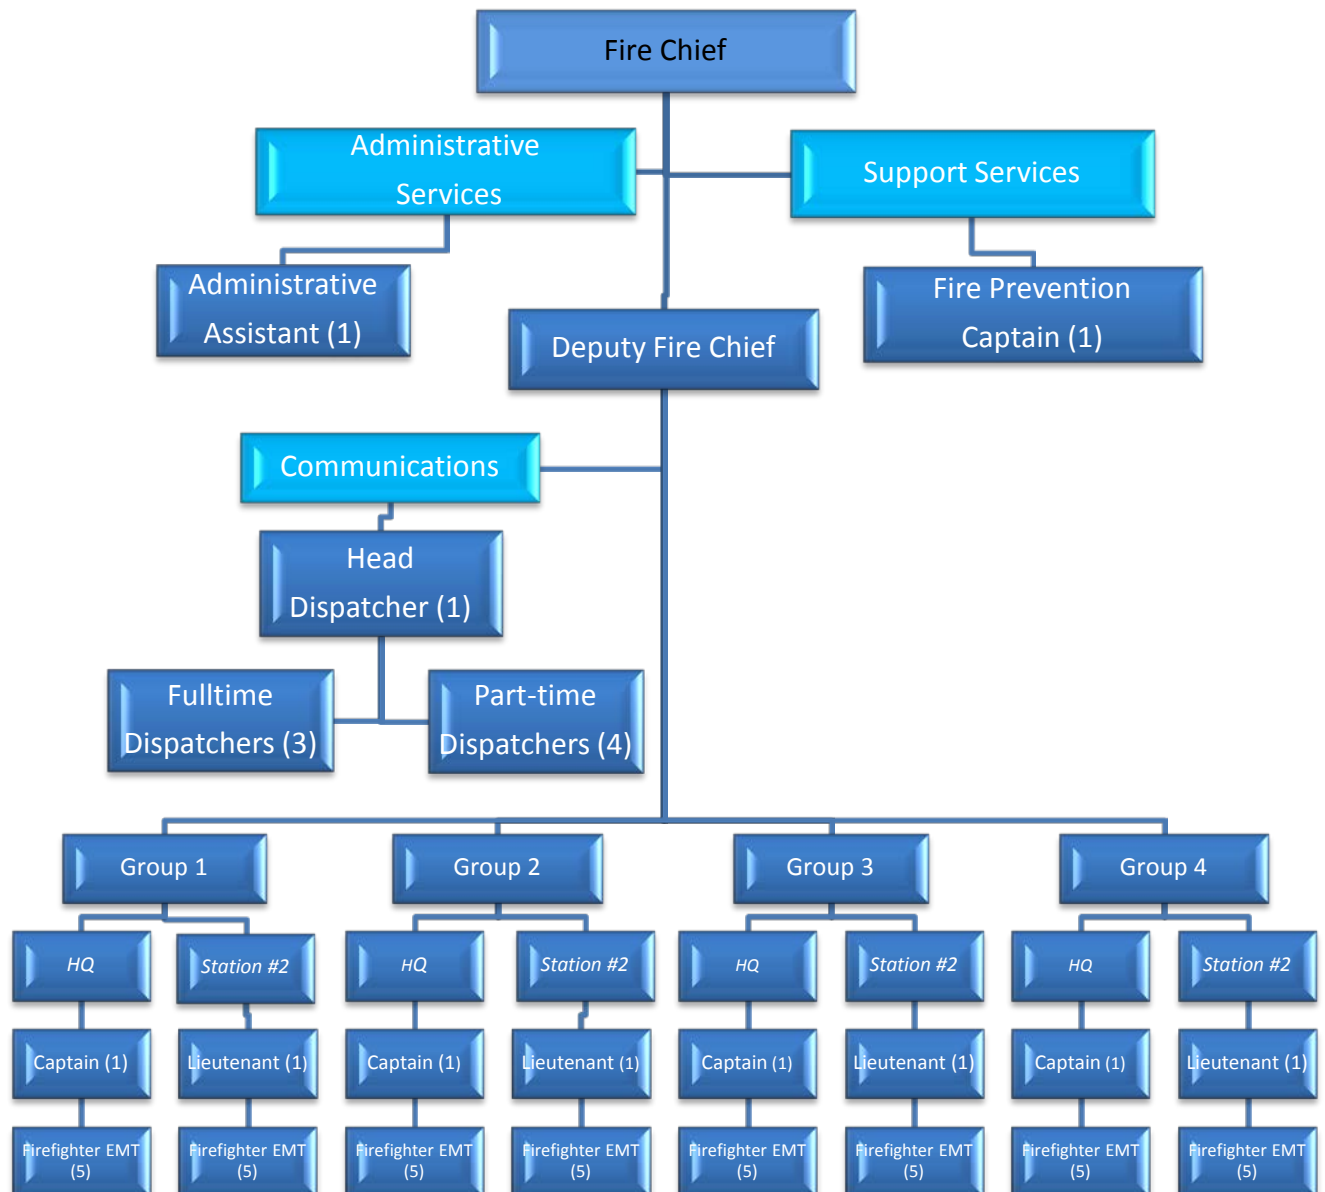 Fire Chief
Administrative
Services
Support Services
Administrative
Assistant (1)
Fire Prevention
Captain (1)
Deputy Fire Chief
Communications
Head
Dispatcher (1)
Fulltime
Dispatchers (3)
Part-time
Dispatchers (4)
Group 1
Group 2
Group 3
Group 4
HQ
Station #2
HQ
Station #2
HQ
Station #2
HQ
Station #2
Captain (1)
Lieutenant (1)
Captain (1)
Lieutenant (1)
Captain (1)
Lieutenant (1)
Captain (1)
Lieutenant (1)
Firefighter EMT
(5)
Firefighter EMT
(5)
Firefighter EMT
(5)
Firefighter EMT
(5)
Firefighter EMT
(5)
Firefighter EMT
(5)
Firefighter EMT
(5)
Firefighter EMT
(5)